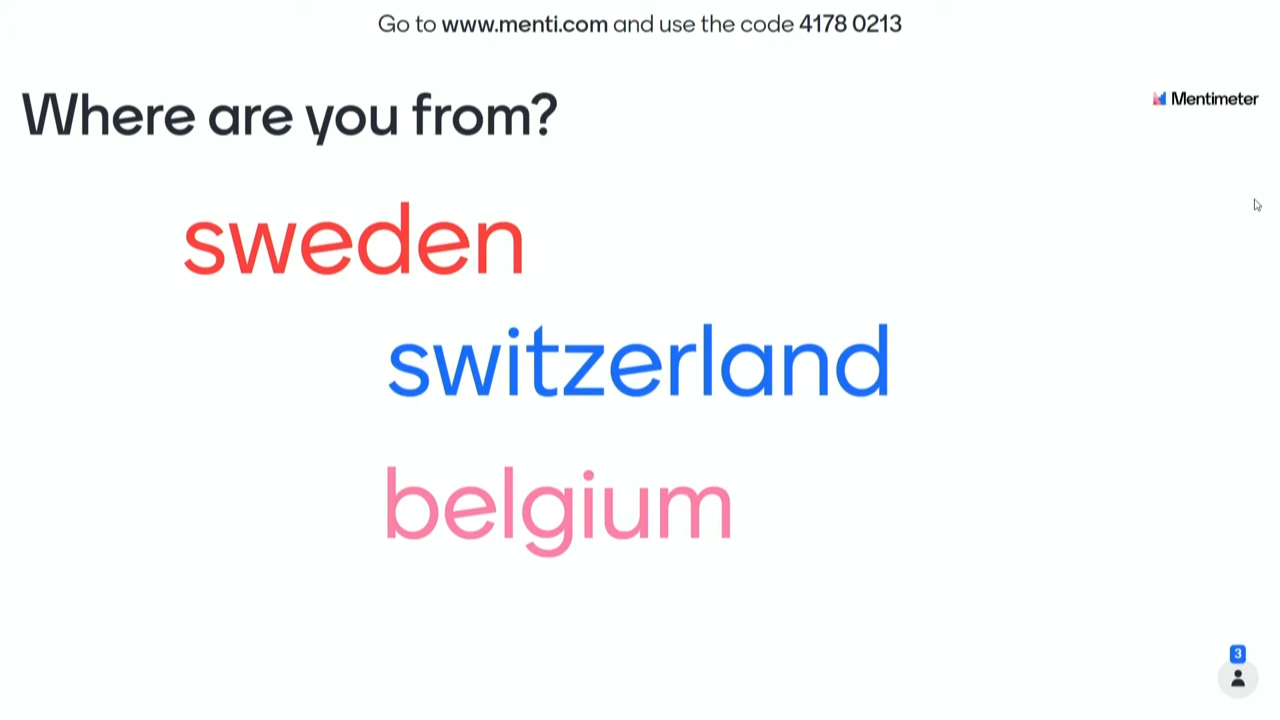 Go to www.menti.com and use the code 4178 0213
Where are you from?
Mentimeter
sweden
switzerland
belgium
3